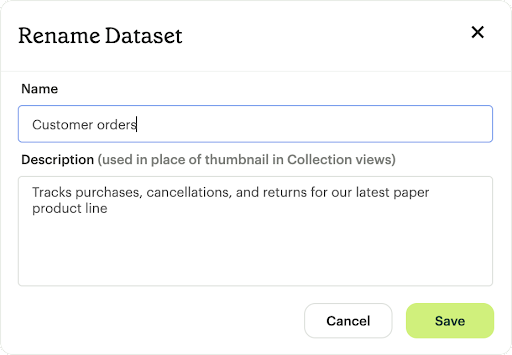 Rename Dataset
Name
Customer orders
Description (used in place of thumbnail in Collection views)
Tracks purchases, cancellations, and returns for our latest paper
product line
Cancel
Save